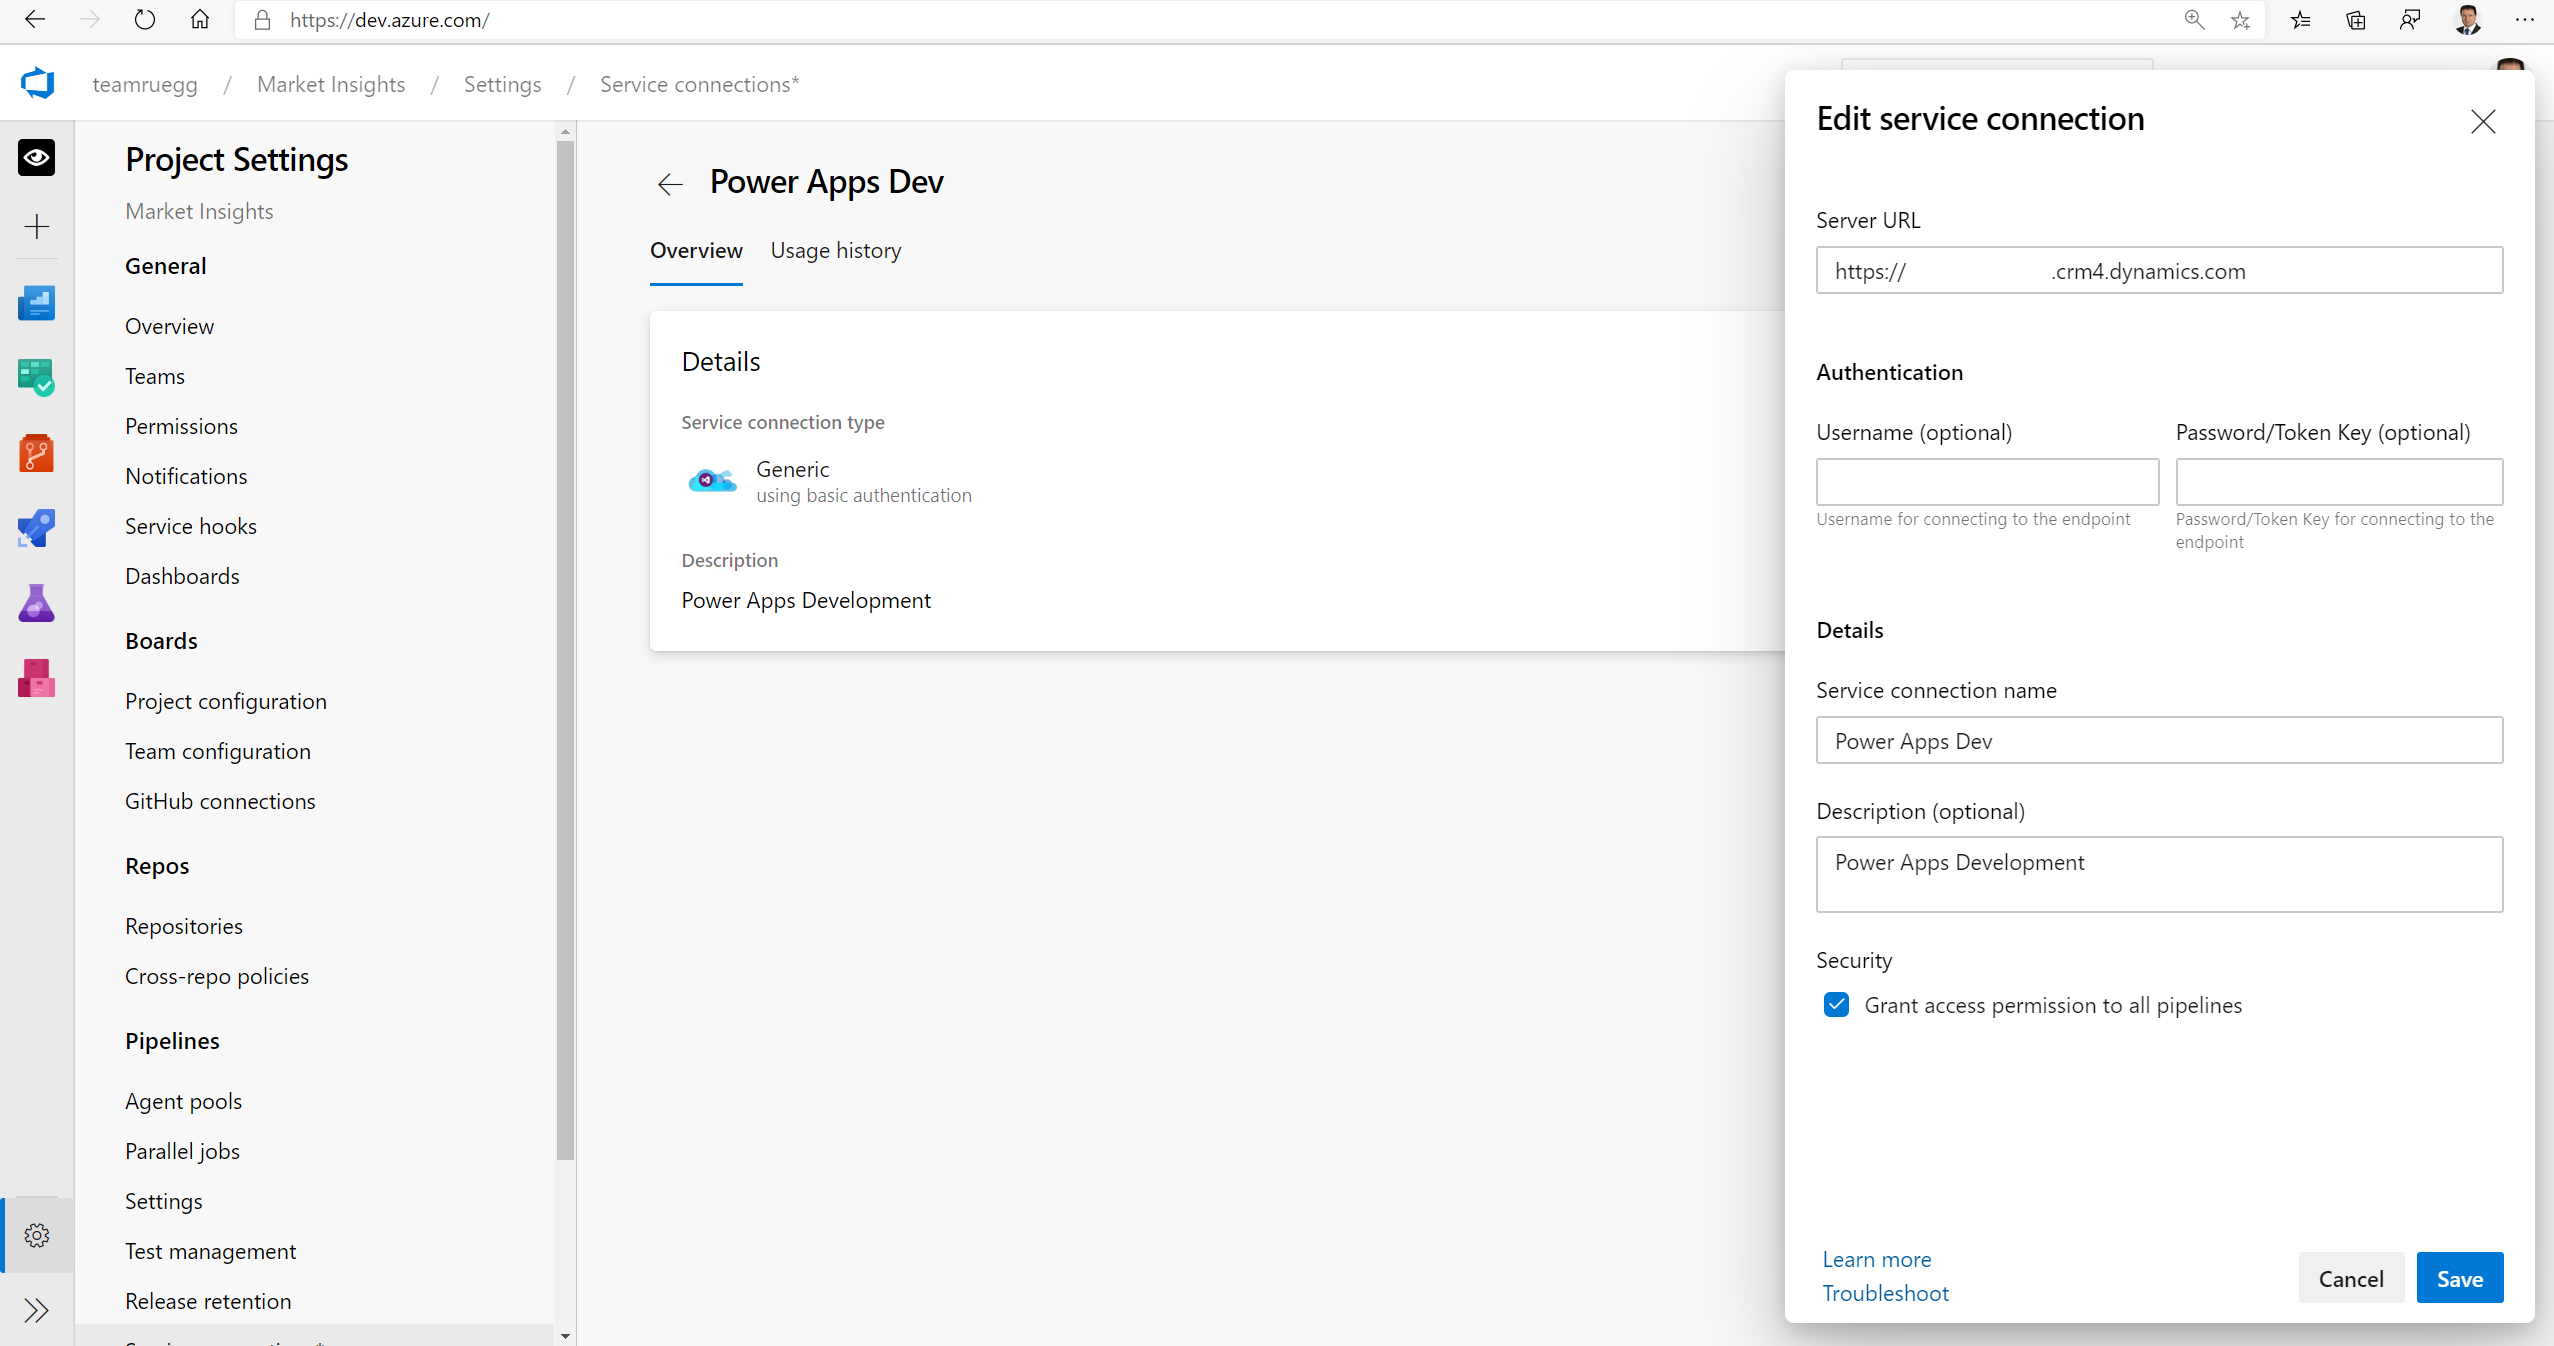 https://dev.azure.com/
teamruegg / Market Insights / Settings / Service connections*
Project Settings
Market Insights
General
Overview
Teams
Permissions
Notifications
Service hooks
Dashboards
Boards
Project configuration
Team configuration
GitHub connections
Repos
Repositories
Cross-repo policies
Pipelines
Agent pools
Parallel jobs
Settings
Test management
Release retention
Power Apps Dev
Overview
Usage history
Details
Service connection type
Generic
using basic authentication
Description
Power Apps Development
Edit service connection
Server URL
https:// .crm4.dynamics.com
Authentication
Username (optional)
Username for connecting to the endpoint
Password/Token Key (optional)
Password/Token Key for connecting to the
endpoint
Details
Service connection name
Power Apps Dev
Description (optional)
Power Apps Development
Security
Grant access permission to all pipelines
Learn more
Troubleshoot
Cancel
Save